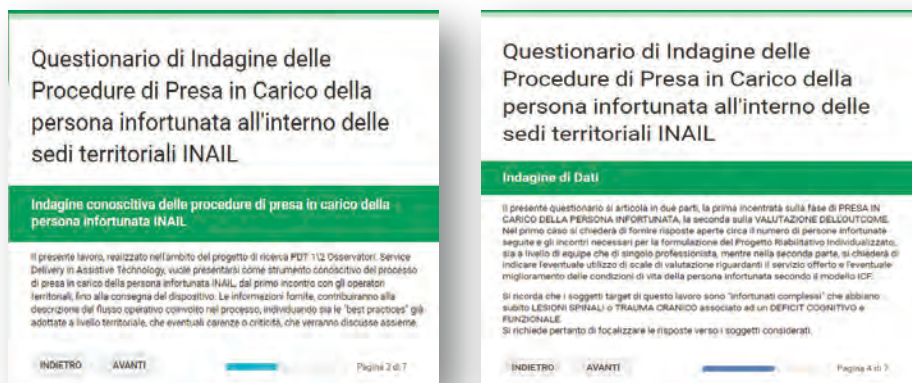 Questionario di Indagine delle
Procedure di Presa in Carico della
persona infortunata all'interno delle
sedi territoriali INAIL
Indagine conoscitiva delle procedure di presa in carico della
persona infortunata INAIL
Il presente lavoro, realizzato nell'ambito del progetto di ricerca PDT 1\2 Osservatori, Service
Delivery in Assistive Technology, vuole presentarsi come strumento conoscitivo del processo
di presa in carico della persona infortunata INAIL, dal primo incontro con gli operatori
territoriali, fino alla consegna del dispositivo. Le informazioni fornite, contribuiranno alla
descrizione del flusso operativo coinvolto nel processo, individuando sia le "best practices" già
adottate a livello territoriale, che eventuali carenze o criticità, che verranno discusse assieme.
INDIETRO AVANTI Pagina 2 di 7
Questionario di Indagine delle
Procedure di Presa in Carico della
persona infortunata all'interno delle
sedi territoriali INAIL
Indagine di Dati
Il presente questionario si articola in due parti, la prima incentrata sulla fase di PRESA IN
CARICO DELLA PERSONA INFORTUNATA, la seconda sulla VALUTAZIONE DELL'OUTCOME.
Nel primo caso si chiederà di fornire risposte aperte circa il numero di persone infortunate
seguite e gli incontri necessari per la formulazione del Progetto Riabilitativo Individualizzato,
sia a livello di equipe che di singolo professionista, mentre nella seconda parte, si chiederà di
indicare l'eventuale utilizzo di scale di valutazione riguardanti il servizio offerto e l'eventuale
miglioramento delle condizioni di vita della persona infortunata secondo il modello ICF.
Si ricorda che i soggetti target di questo lavoro sono "infortunati complessi" che abbiano
subito LESIONI SPINALI o TRAUMA CRANICO associato ad un DEFICIT COGNITIVO e
FUNZIONALE.
Si richiede pertanto di focalizzare le risposte verso i soggetti considerati.
INDIETRO AVANTI Pagina 4 di 7